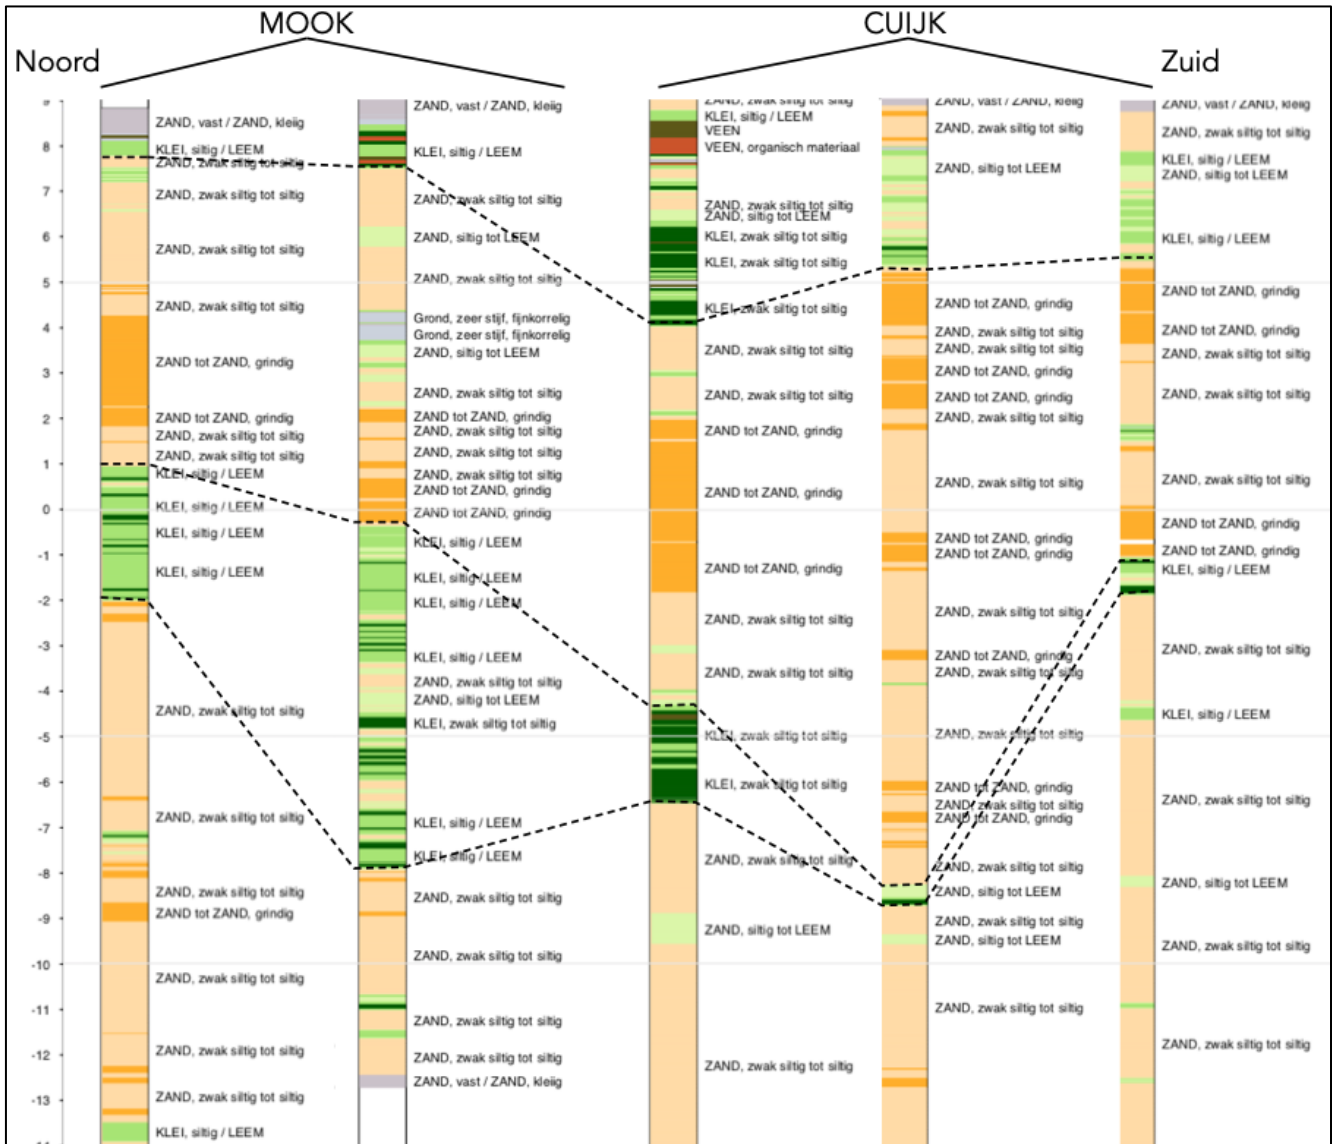 MOOK
CUIJK
Noord
Zuid
9
8
7
6
5
4
3
2
1
0
-1
-2
-3
-4
-5
-6
-7
-8
-9
-10
-11
-12
-13
ZAND, vast / ZAND, kleiig
KLEI, siltig / LEEM
ZAND, zwak siltig tot siltig
ZAND, zwak siltig tot siltig
ZAND, zwak siltig tot siltig
ZAND, zwak siltig tot siltig
ZAND tot ZAND, grindig
ZAND tot ZAND, grindig
ZAND, zwak siltig tot siltig
ZAND, zwak siltig tot siltig
KLEI, siltig / LEEM
KLEI, siltig / LEEM
KLEI, siltig / LEEM
KLEI, siltig / LEEM
ZAND, zwak siltig tot siltig
ZAND, zwak siltig tot siltig
ZAND, zwak siltig tot siltig
ZAND tot ZAND, grindig
ZAND, zwak siltig tot siltig
ZAND, zwak siltig tot siltig
ZAND, zwak siltig tot siltig
KLEI, siltig / LEEM
ZAND, vast / ZAND, kleiig
KLEI, siltig / LEEM
ZAND, zwak siltig tot siltig
ZAND, siltig tot LEEM
ZAND, zwak siltig tot siltig
Grond, zeer stijf, fijnkorrelig
Grond, zeer stijf, fijnkorrelig
ZAND, siltig tot LEEM
ZAND, zwak siltig tot siltig
ZAND tot ZAND, grindig
ZAND, zwak siltig tot siltig
ZAND, zwak siltig tot siltig
ZAND, zwak siltig tot siltig
ZAND tot ZAND, grindig
ZAND tot ZAND, grindig
KLEI, siltig / LEEM
KLEI, siltig / LEEM
KLEI, siltig / LEEM
KLEI, siltig / LEEM
ZAND, zwak siltig tot siltig
ZAND, siltig tot LEEM
KLEI, zwak siltig tot siltig
KLEI, siltig / LEEM
KLEI, siltig / LEEM
ZAND, zwak siltig tot siltig
ZAND, zwak siltig tot siltig
ZAND, zwak siltig tot siltig
ZAND, zwak siltig tot siltig
ZAND, vast / ZAND, kleiig
ZAND, zwak siltig tot siltig
KLEI, siltig / LEEM
VEEN
VEEN, organisch materiaal
ZAND, zwak siltig tot siltig
ZAND, siltig tot LEEM
KLEI, zwak siltig tot siltig
KLEI, zwak siltig tot siltig
KLEI, zwak siltig tot siltig
ZAND, zwak siltig tot siltig
ZAND, zwak siltig tot siltig
ZAND tot ZAND, grindig
ZAND tot ZAND, grindig
ZAND tot ZAND, grindig
ZAND, zwak siltig tot siltig
ZAND, zwak siltig tot siltig
KLEI, zwak siltig tot siltig
KLEI, zwak siltig tot siltig
ZAND, zwak siltig tot siltig
ZAND, siltig tot LEEM
ZAND, zwak siltig tot siltig
ZAND, vast / ZAND, kleiig
ZAND, zwak siltig tot siltig
ZAND, siltig tot LEEM
ZAND tot ZAND, grindig
ZAND, zwak siltig tot siltig
ZAND, zwak siltig tot siltig
ZAND tot ZAND, grindig
ZAND tot ZAND, grindig
ZAND, zwak siltig tot siltig
ZAND, zwak siltig tot siltig
ZAND tot ZAND, grindig
ZAND tot ZAND, grindig
ZAND, zwak siltig tot siltig
ZAND tot ZAND, grindig
ZAND, zwak siltig tot siltig
ZAND, zwak siltig tot siltig
ZAND tot ZAND, grindig
ZAND, zwak siltig tot siltig
ZAND tot ZAND, grindig
ZAND, zwak siltig tot siltig
ZAND, siltig tot LEEM
ZAND, zwak siltig tot siltig
ZAND, siltig tot LEEM
ZAND, zwak siltig tot siltig
ZAND, vast / ZAND, kleiig
ZAND, zwak siltig tot siltig
KLEI, siltig / LEEM
ZAND, siltig tot LEEM
KLEI, siltig / LEEM
ZAND tot ZAND, grindig
ZAND tot ZAND, grindig
ZAND, zwak siltig tot siltig
ZAND, zwak siltig tot siltig
ZAND, zwak siltig tot siltig
ZAND tot ZAND, grindig
ZAND tot ZAND, grindig
KLEI, siltig / LEEM
ZAND, zwak siltig tot siltig
KLEI, siltig / LEEM
ZAND, zwak siltig tot siltig
ZAND, siltig tot LEEM
ZAND, zwak siltig tot siltig
ZAND, zwak siltig tot siltig